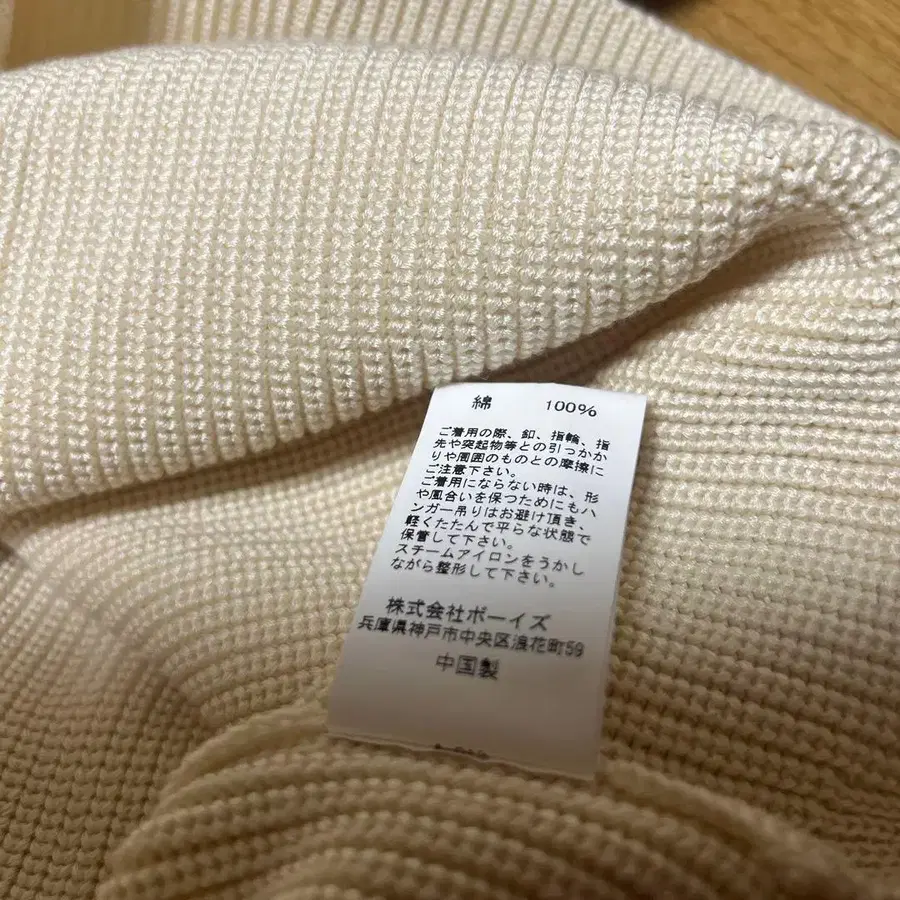 綿 100%
ご着用の際、釦、指輪、指
先や突起物等との引っかか
りや周囲のものとの摩擦に
ご注意下さい。
ご着用にならない時は、形
や風合いを保つためにもハ
ンガー吊りはお避け頂き、
軽くたたんで平らな状態で
保管して下さい。
スチームアイロンをうかし
ながら整形して下さい。
株式会社ボーイズ
兵庫県神戸市中央区浪花町59
中国製